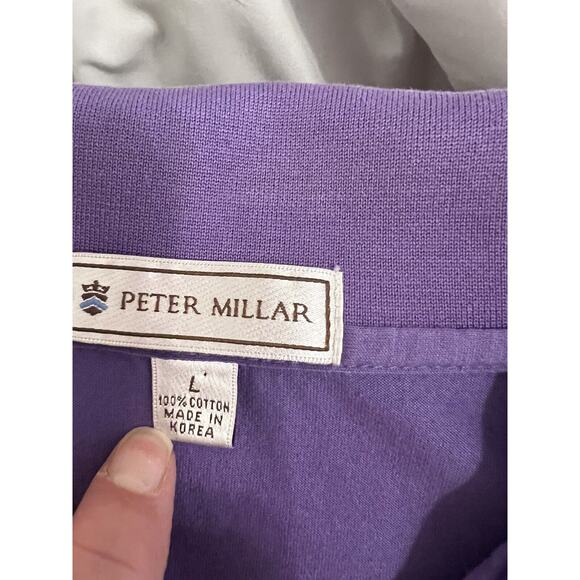 PETER MILLAR
L
100% COTTON
MADE IN
KOREA